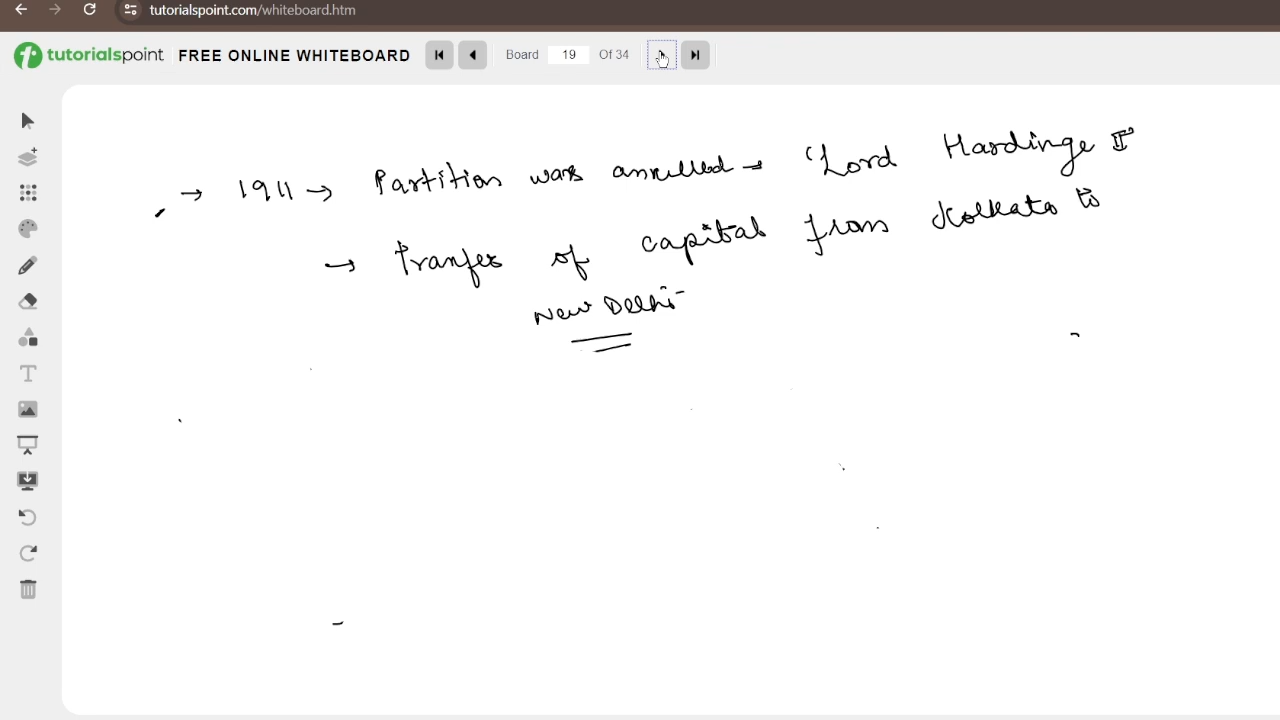 tutorialspoint.com/whiteboard.htm
tutorialspoint FREE ONLINE WHITEBOARD Board 19 Of 34
→ 1911 → Partition was annulled → 'Lord Hardinge II
→ Tranfer of capital from Kolkata to
New Delhi